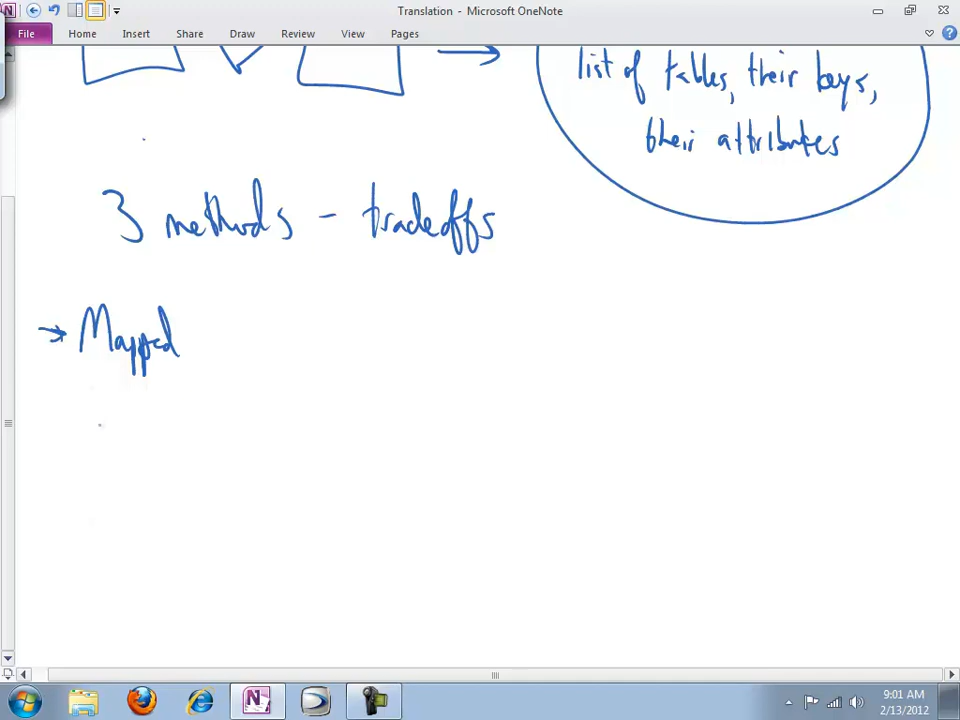 Translation - Microsoft OneNote
File Home Insert Share Draw Review View Pages
list of tables, their keys,
their attributes
3 methods - tradeoffs
→ Mapped
9:01 AM
2/13/2012